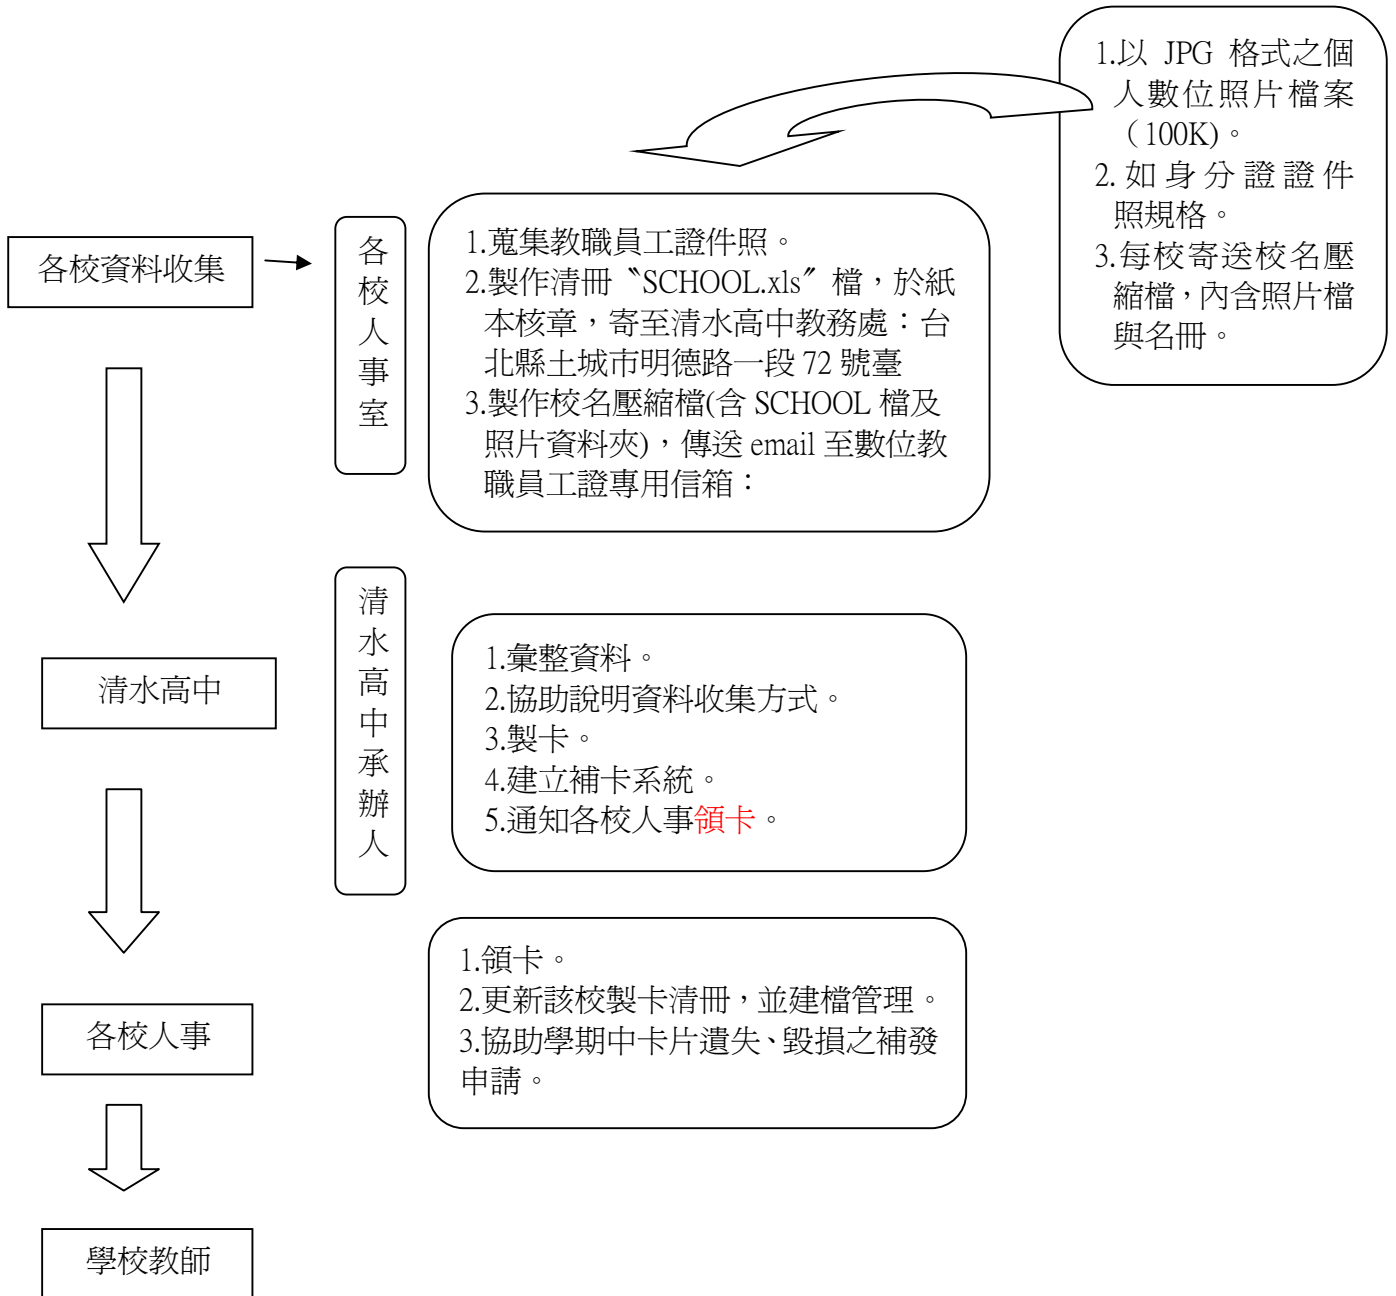 1.以 JPG 格式之個
人數位照片檔案
（100K)。
2.如身分證證件
照規格。
3.每校寄送校名壓
縮檔，內含照片檔
與名冊。
各校資料收集
各校人事室
1.蒐集教職員工證件照。
2.製作清冊〝SCHOOL.xls〞檔，於紙
本核章，寄至清水高中教務處：台
北縣土城市明德路一段 72 號臺
3.製作校名壓縮檔(含 SCHOOL 檔及
照片資料夾)，傳送 email 至數位教
職員工證專用信箱：
清水高中
清水高中承辦人
1.彙整資料。
2.協助說明資料收集方式。
3.製卡。
4.建立補卡系統。
5.通知各校人事領卡。
各校人事
1.領卡。
2.更新該校製卡清冊，並建檔管理。
3.協助學期中卡片遺失、毀損之補發
申請。
學校教師